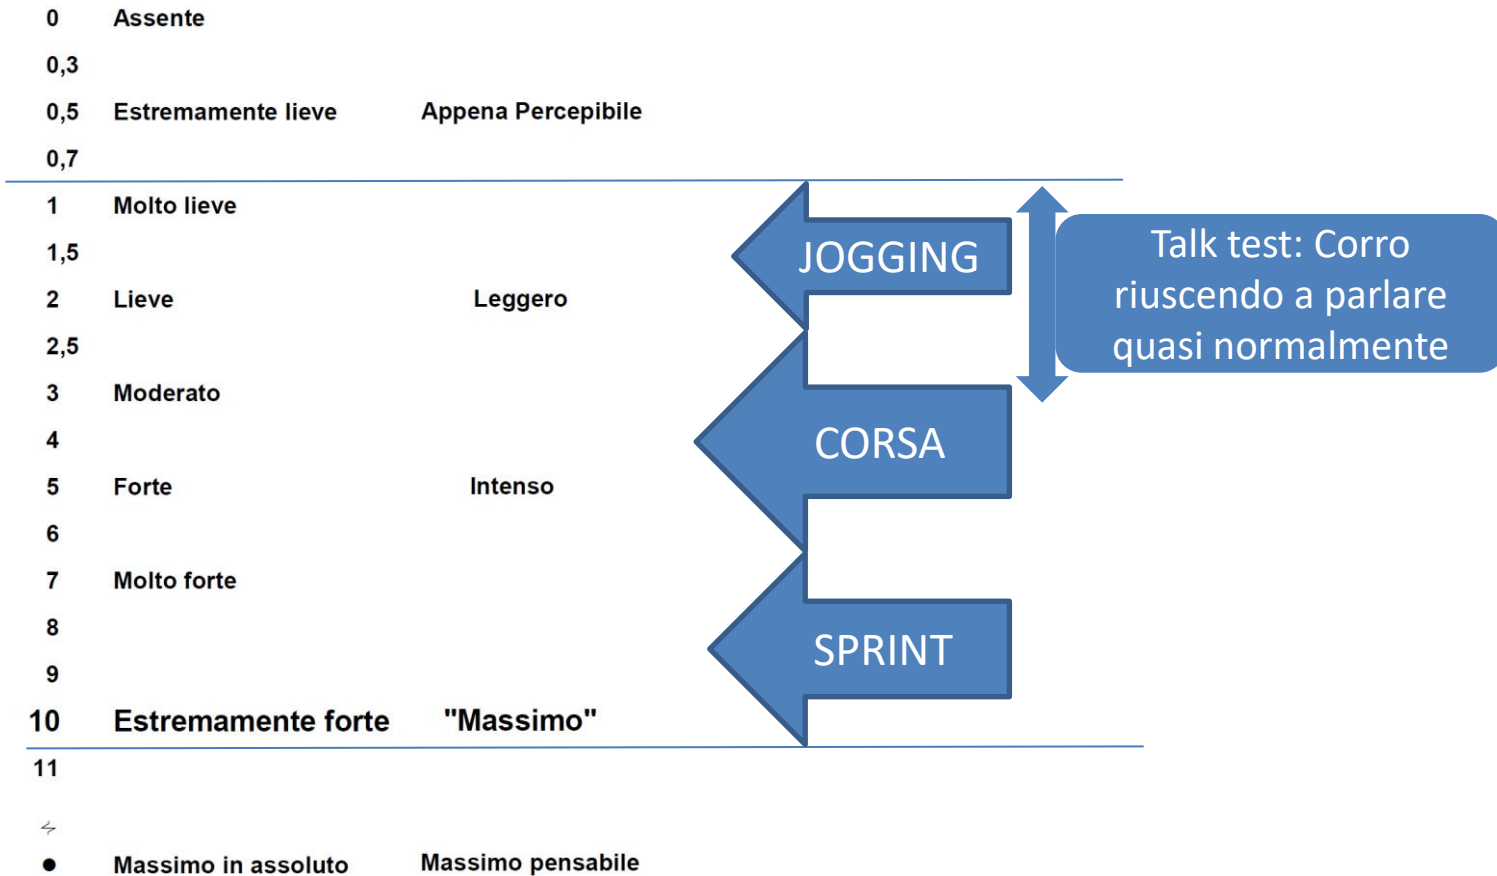 0 Assente
0,3
0,5 Estremamente lieve Appena Percepibile
0,7
1 Molto lieve
1,5
2 Lieve Leggero
2,5
3 Moderato
4
5 Forte Intenso
6
7 Molto forte
8
9
10 Estremamente forte "Massimo"
11
● Massimo in assoluto Massimo pensabile
JOGGING
CORSA
SPRINT
Talk test: Corro
riuscendo a parlare
quasi normalmente